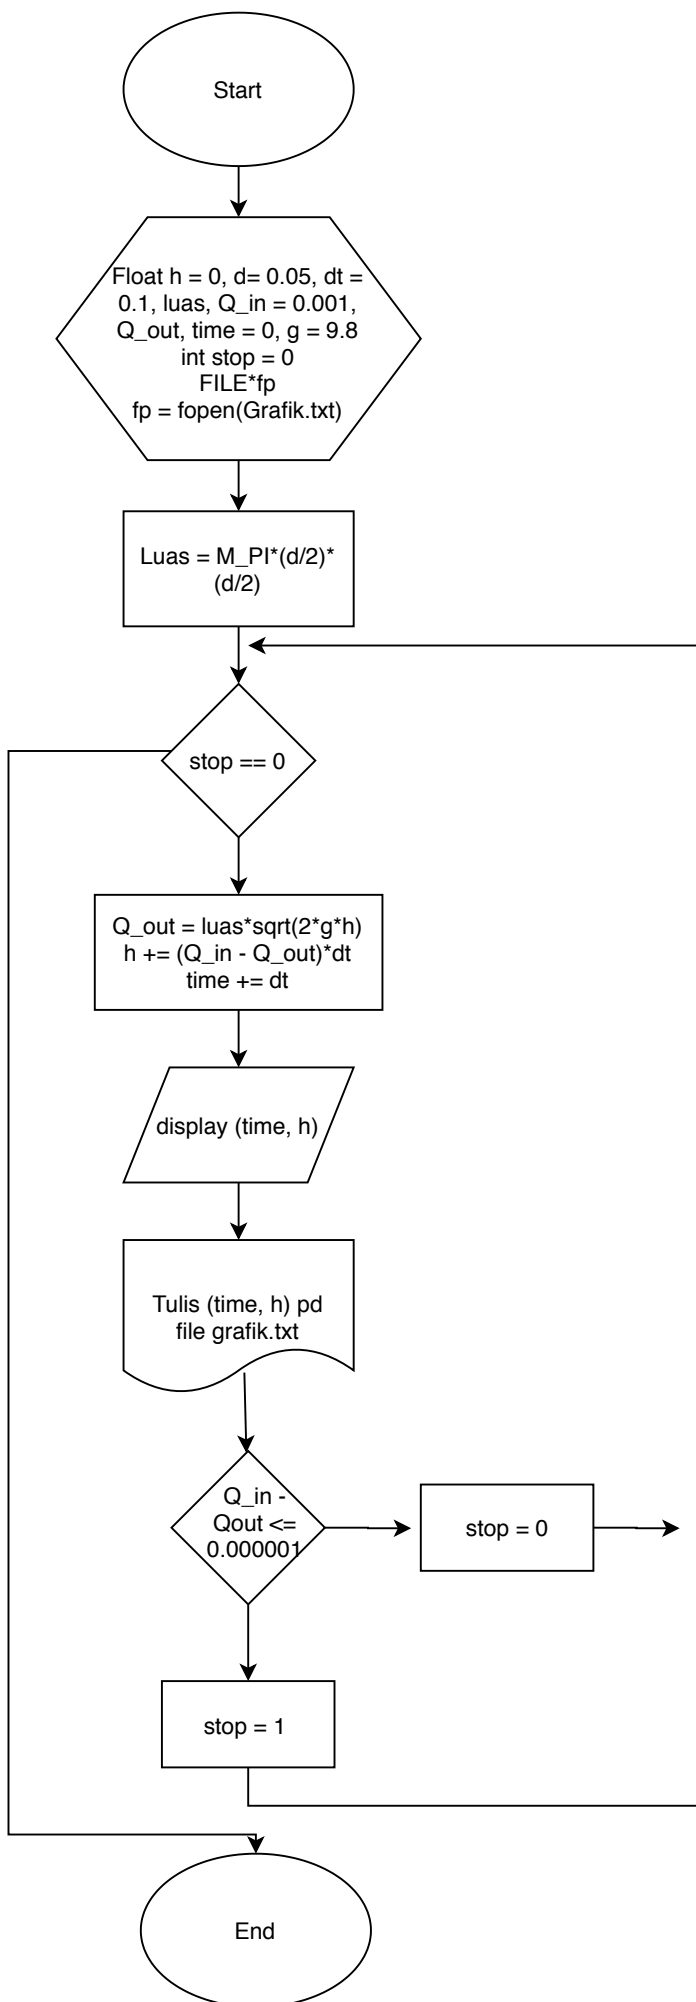 Start
Float h = 0, d= 0.05, dt =
0.1, luas, Q_in = 0.001,
Q_out, time = 0, g = 9.8
int stop = 0
FILE*fp
fp = fopen(Grafik.txt)
Luas = M_PI*(d/2)*
(d/2)
stop == 0
Q_out = luas*sqrt(2*g*h)
h += (Q_in - Q_out)*dt
time += dt
display (time, h)
Tulis (time, h) pd
file grafik.txt
Q_in -
Qout <=
0.000001
stop = 0
stop = 1
End